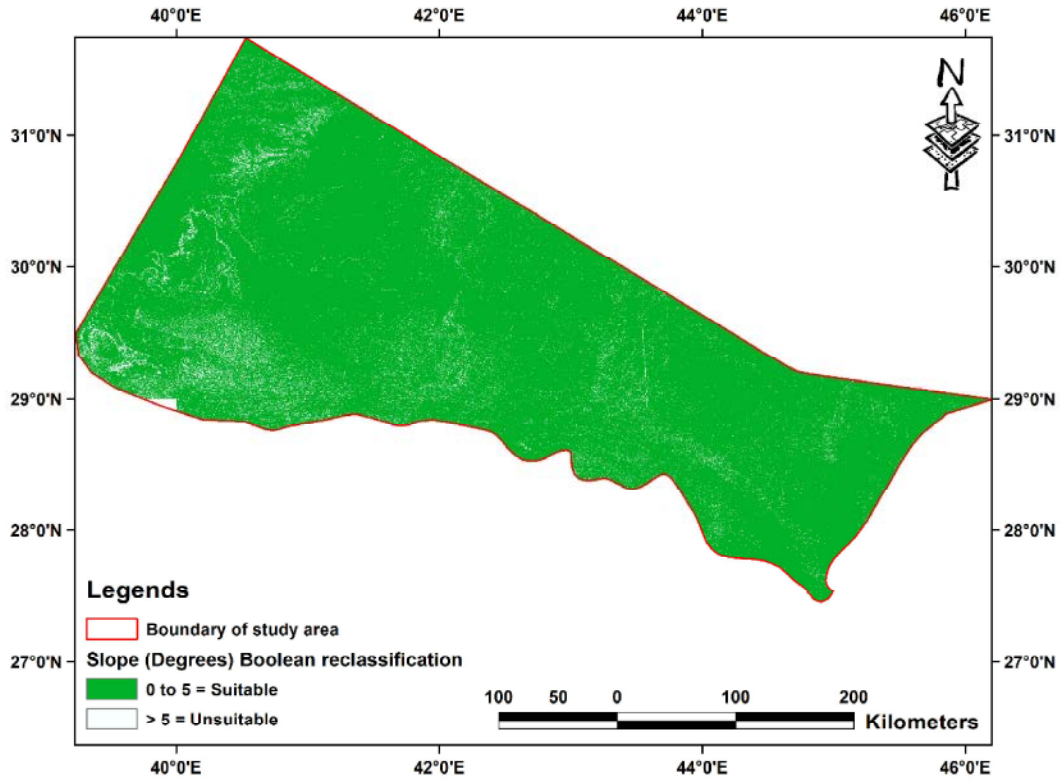 40°0'E 42°0'E 44°0'E 46°0'E
N
31°0'N 31°0'N
30°0'N 30°0'N
29°0'N 29°0'N
28°0'N 28°0'N
27°0'N 27°0'N
Legends
Boundary of study area
Slope (Degrees) Boolean reclassification
0 to 5 = Suitable
> 5 = Unsuitable
100 50 0 100 200
Kilometers
40°0'E 42°0'E 44°0'E 46°0'E